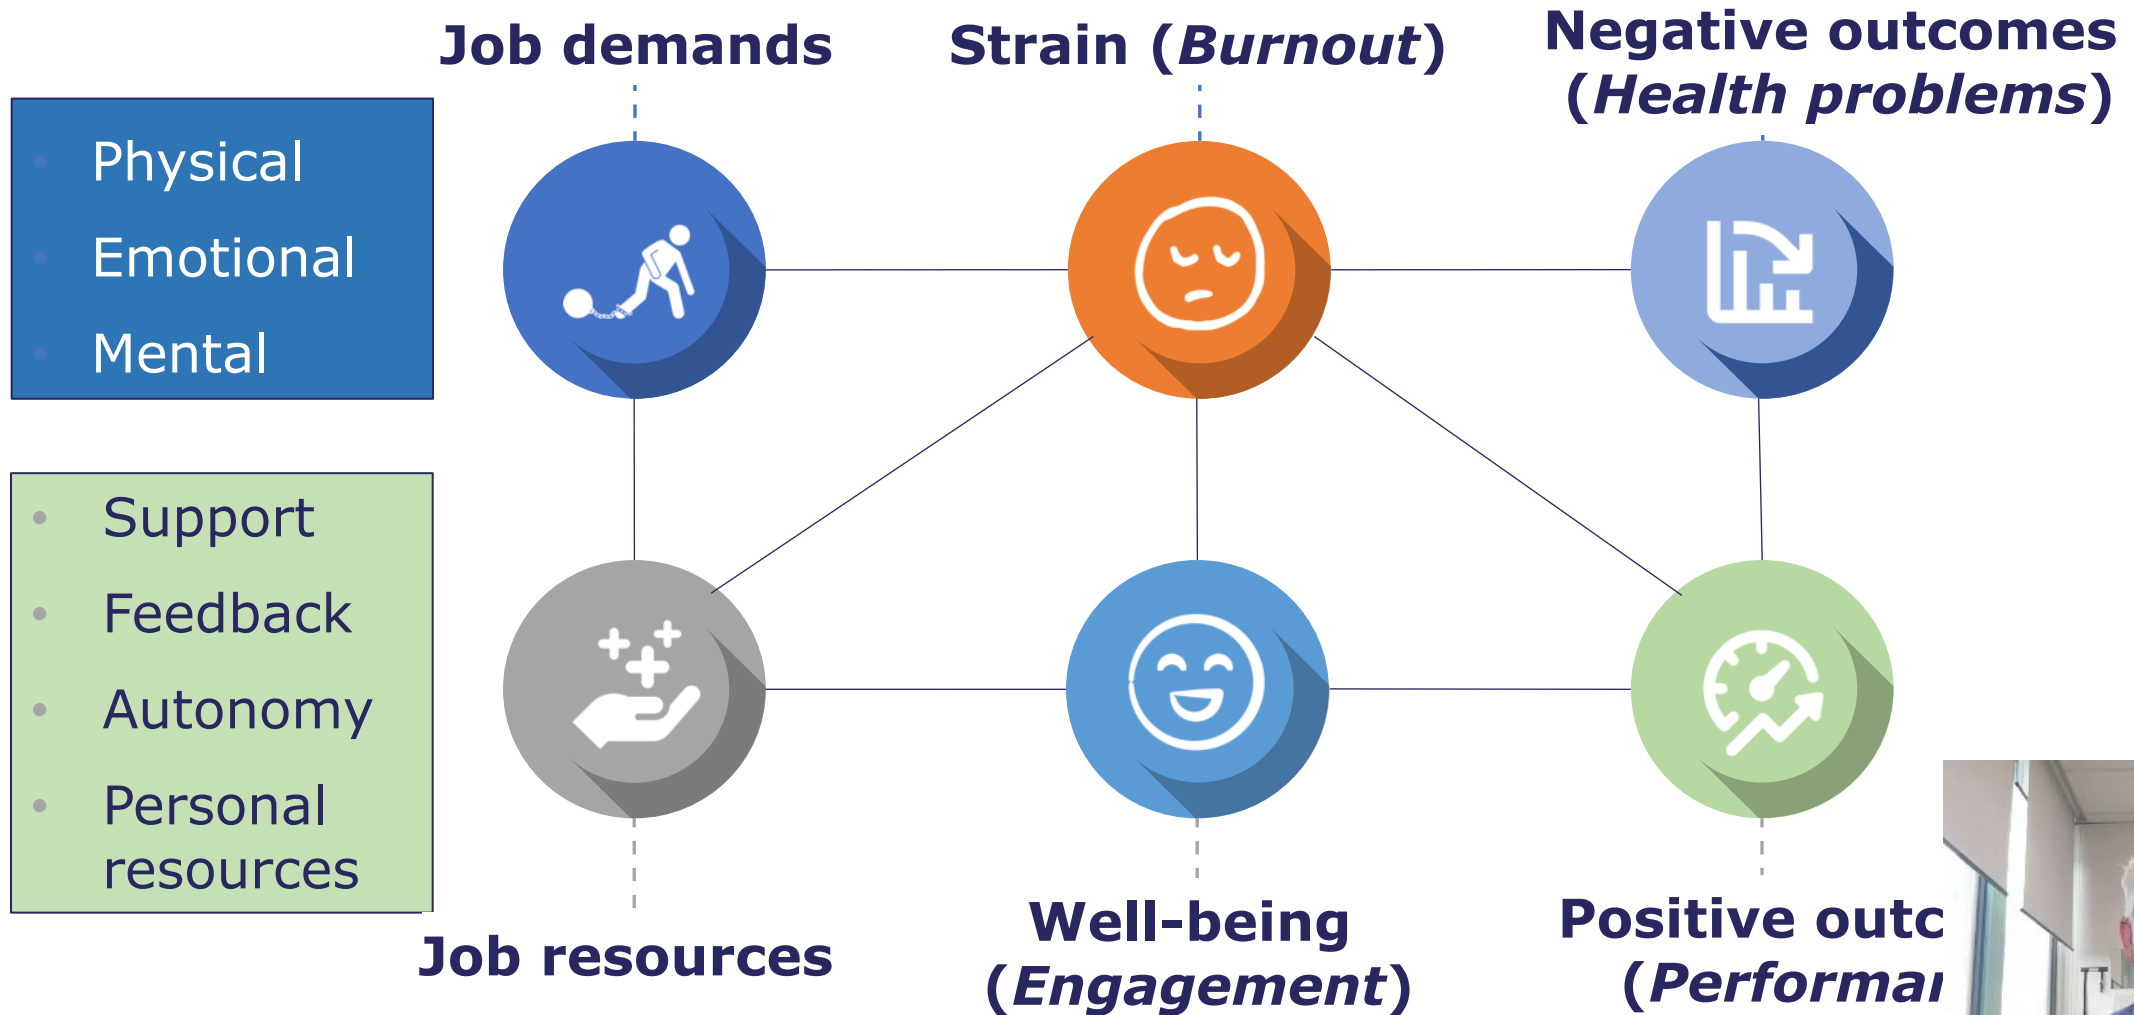 Job demands
Strain (Burnout)
Negative outcomes
(Health problems)
• Physical
• Emotional
• Mental
• Support
• Feedback
• Autonomy
• Personal
resources
Job resources
Well-being
(Engagement)
Positive